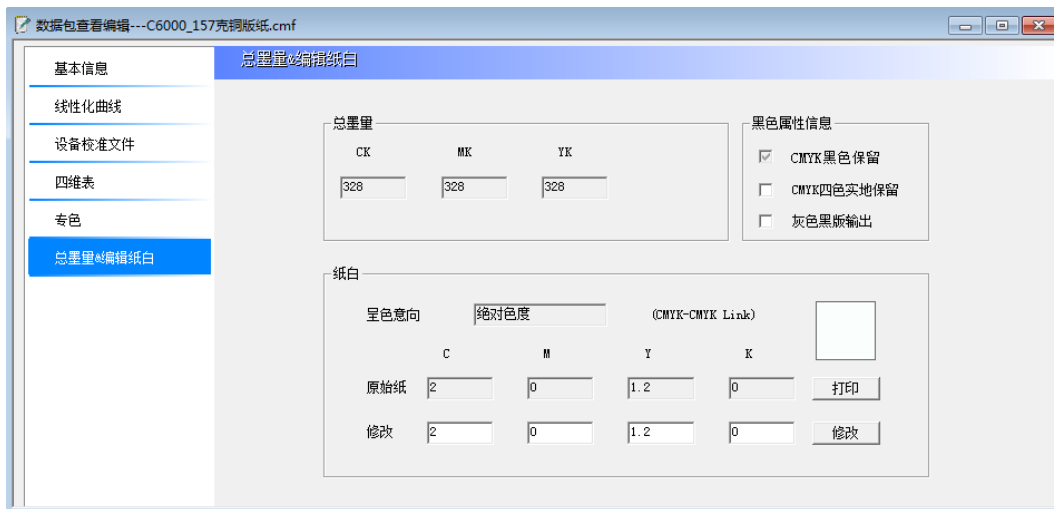 数据包查看编辑---C6000_157克铜版纸.cmf
基本信息
线性化曲线
设备校准文件
四维表
专色
总墨量&编辑纸白
总墨量&编辑纸白
总墨量
CK MK YK
328 328 328
黑色属性信息
CMYK黑色保留
CMYK四色实地保留
灰色黑版输出
纸白
呈色意向 绝对色度 (CMYK-CMYK Link)
C M Y K
原始纸 2 0 1.2 0 打印
修改 2 0 1.2 0 修改